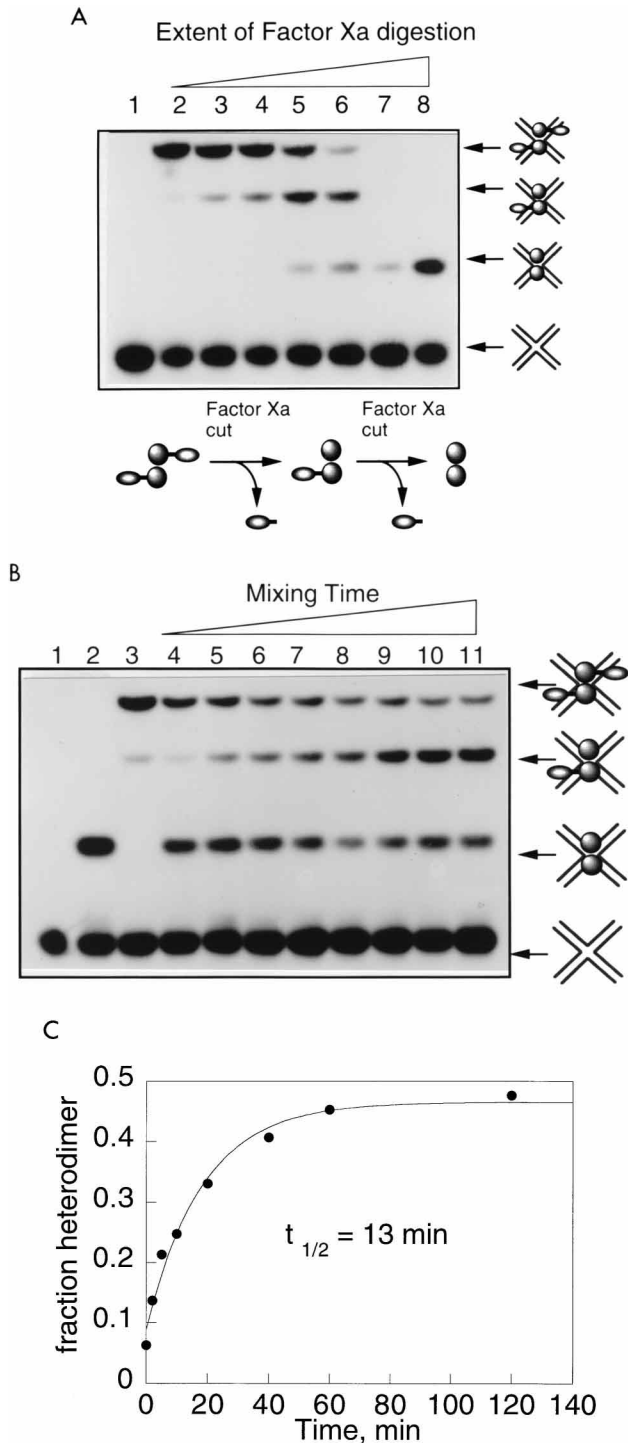 A
Extent of Factor Xa digestion
1 2 3 4 5 6 7 8
Factor Xa cut
Factor Xa cut
B
Mixing Time
1 2 3 4 5 6 7 8 9 10 11
C
fraction heterodimer
0.5
0.4
0.3
0.2
0.1
0
t 1/2 = 13 min
0 20 40 60 80 100 120 140
Time, min